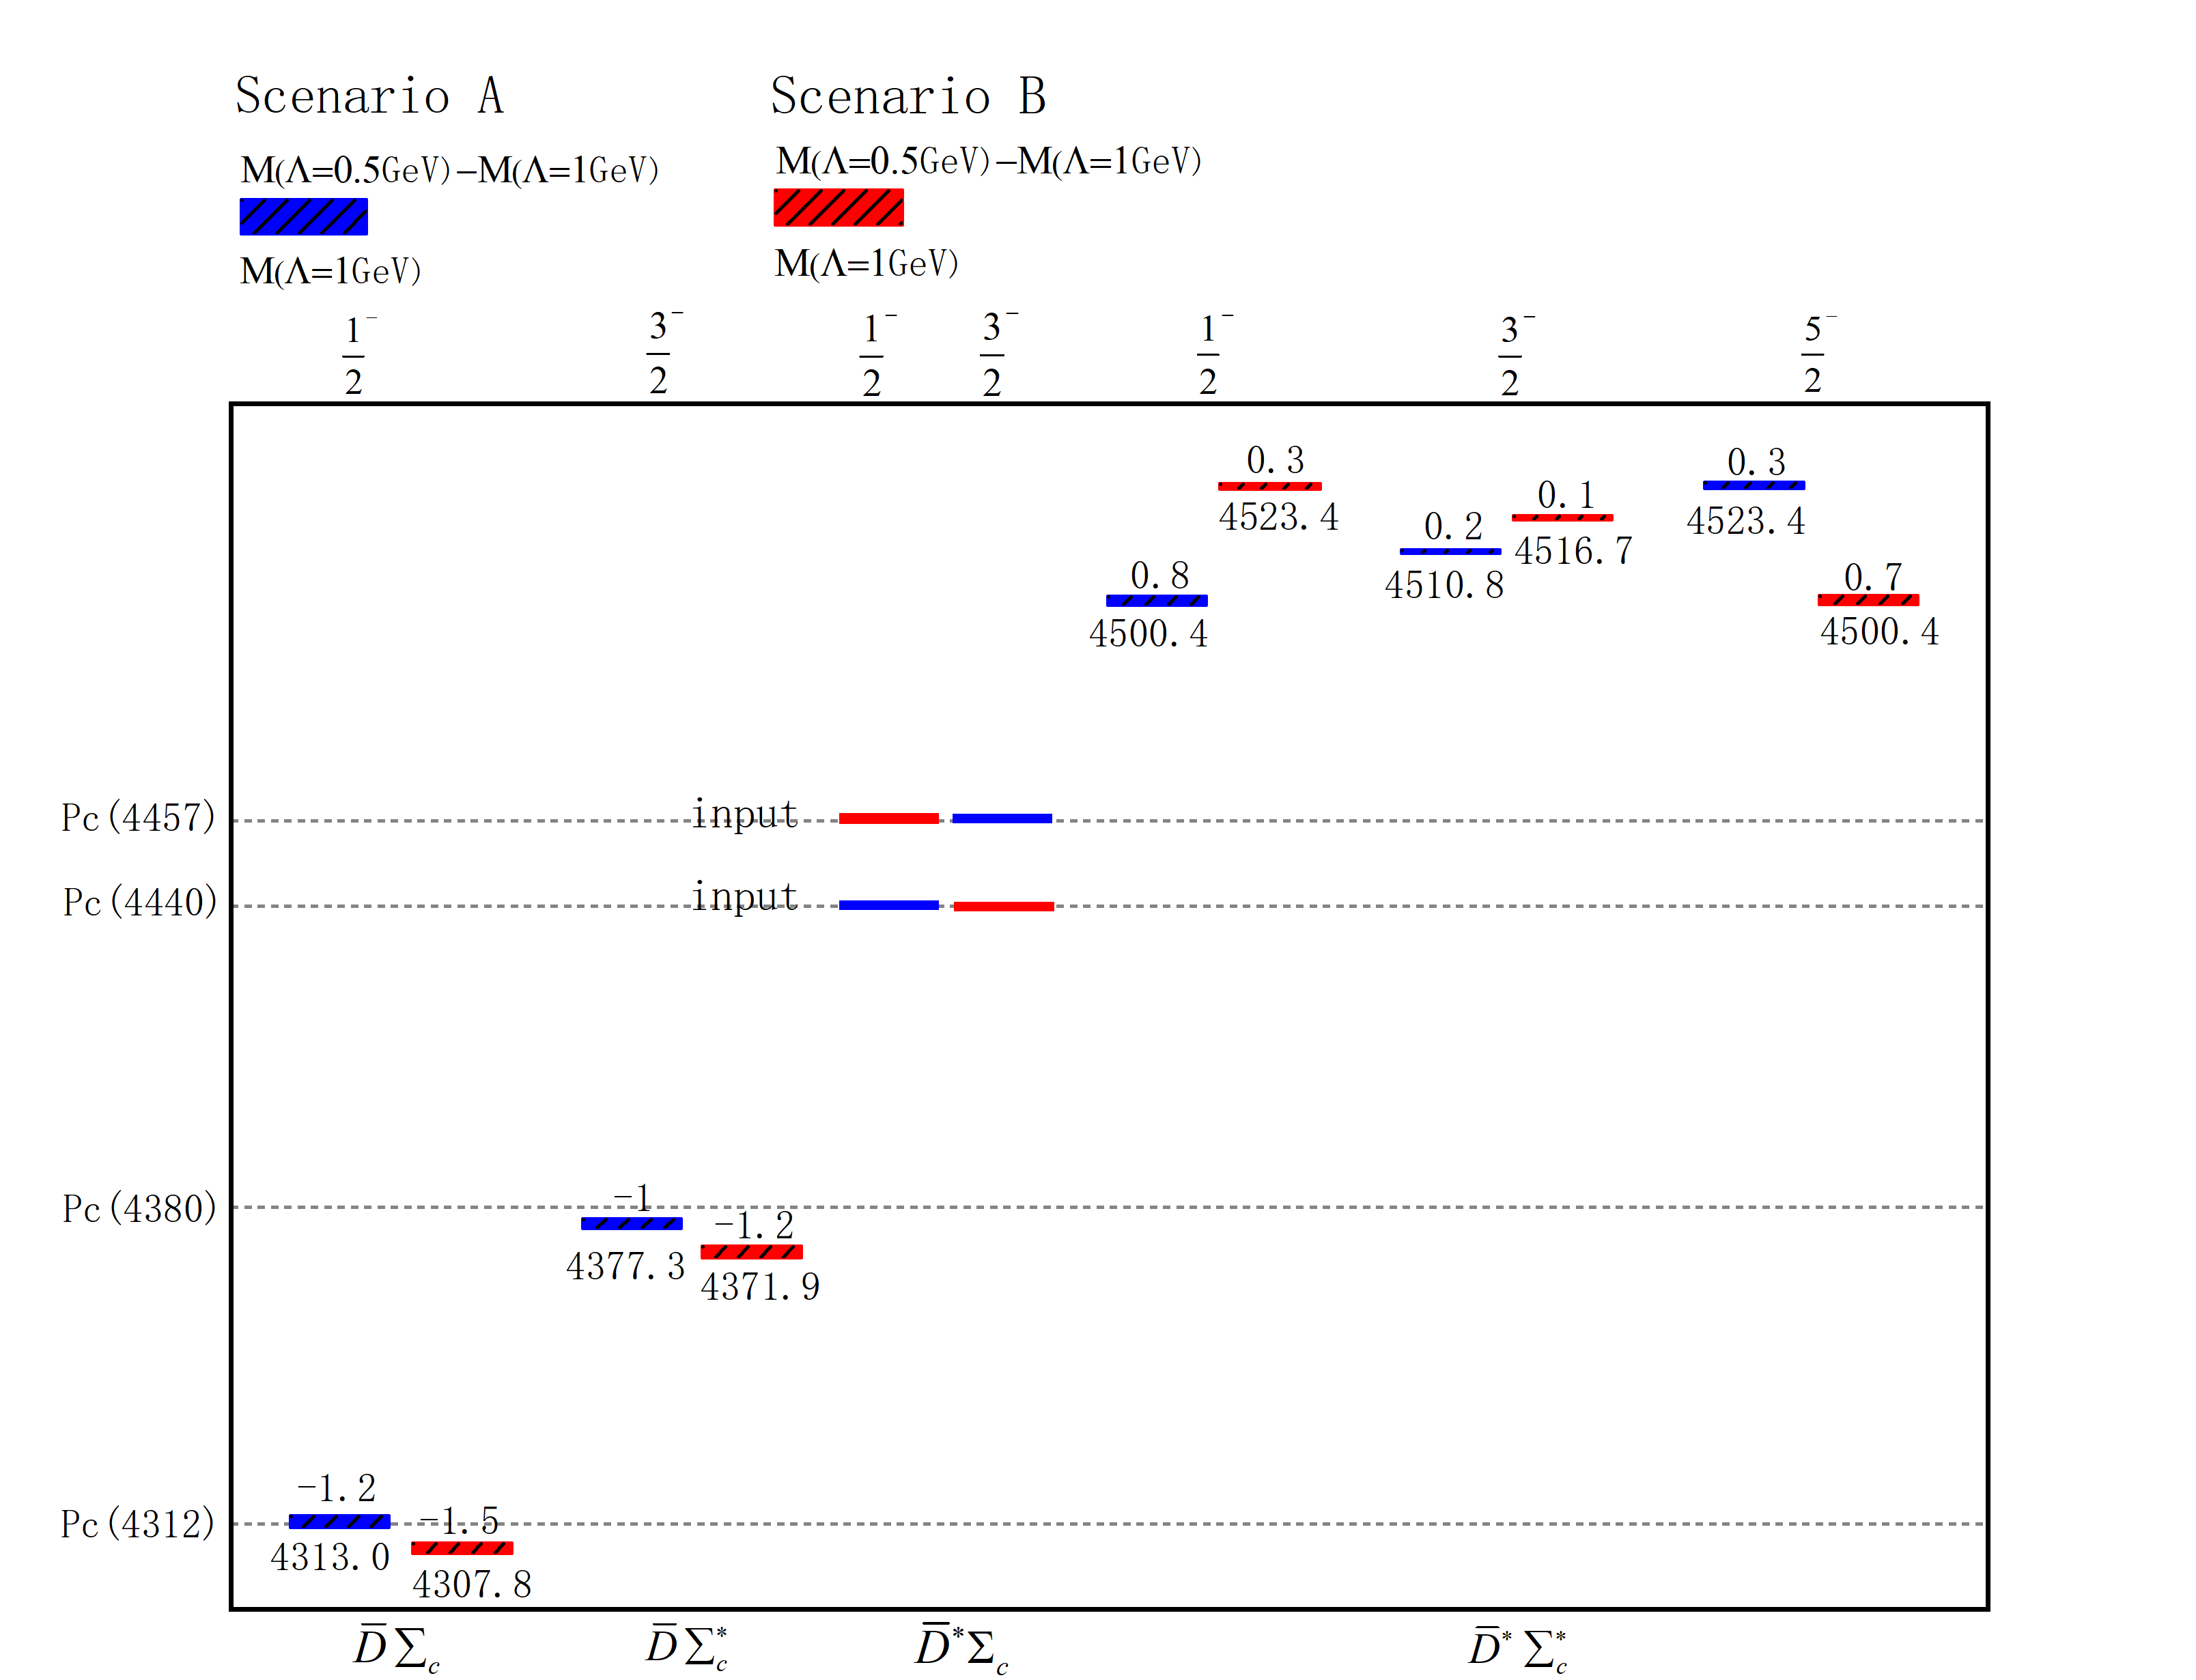 Scenario A
Scenario B
M(Λ=0.5GeV)−M(Λ=1GeV)
M(Λ=0.5GeV)−M(Λ=1GeV)
M(Λ=1GeV)
M(Λ=1GeV)
1/2⁻ 3/2⁻ 1/2⁻ 3/2⁻ 1/2⁻ 3/2⁻ 5/2⁻
0.3
4523.4
0.3
4523.4
0.1
4516.7
0.2
4510.8
0.8
4500.4
0.7
4500.4
Pc(4457)
input
Pc(4440)
input
Pc(4380)
-1
4377.3
-1.2
4371.9
-1.2
Pc(4312)
4313.0
-1.5
4307.8
D̅Σc D̅Σc* D̅*Σc D̅*Σc*